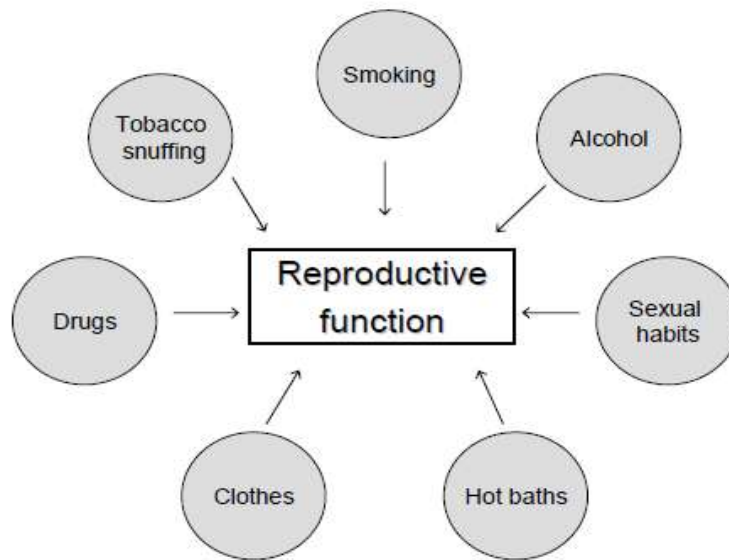 Smoking
Tobacco
snuffing
Alcohol
Reproductive
function
Drugs
Sexual
habits
Clothes
Hot baths